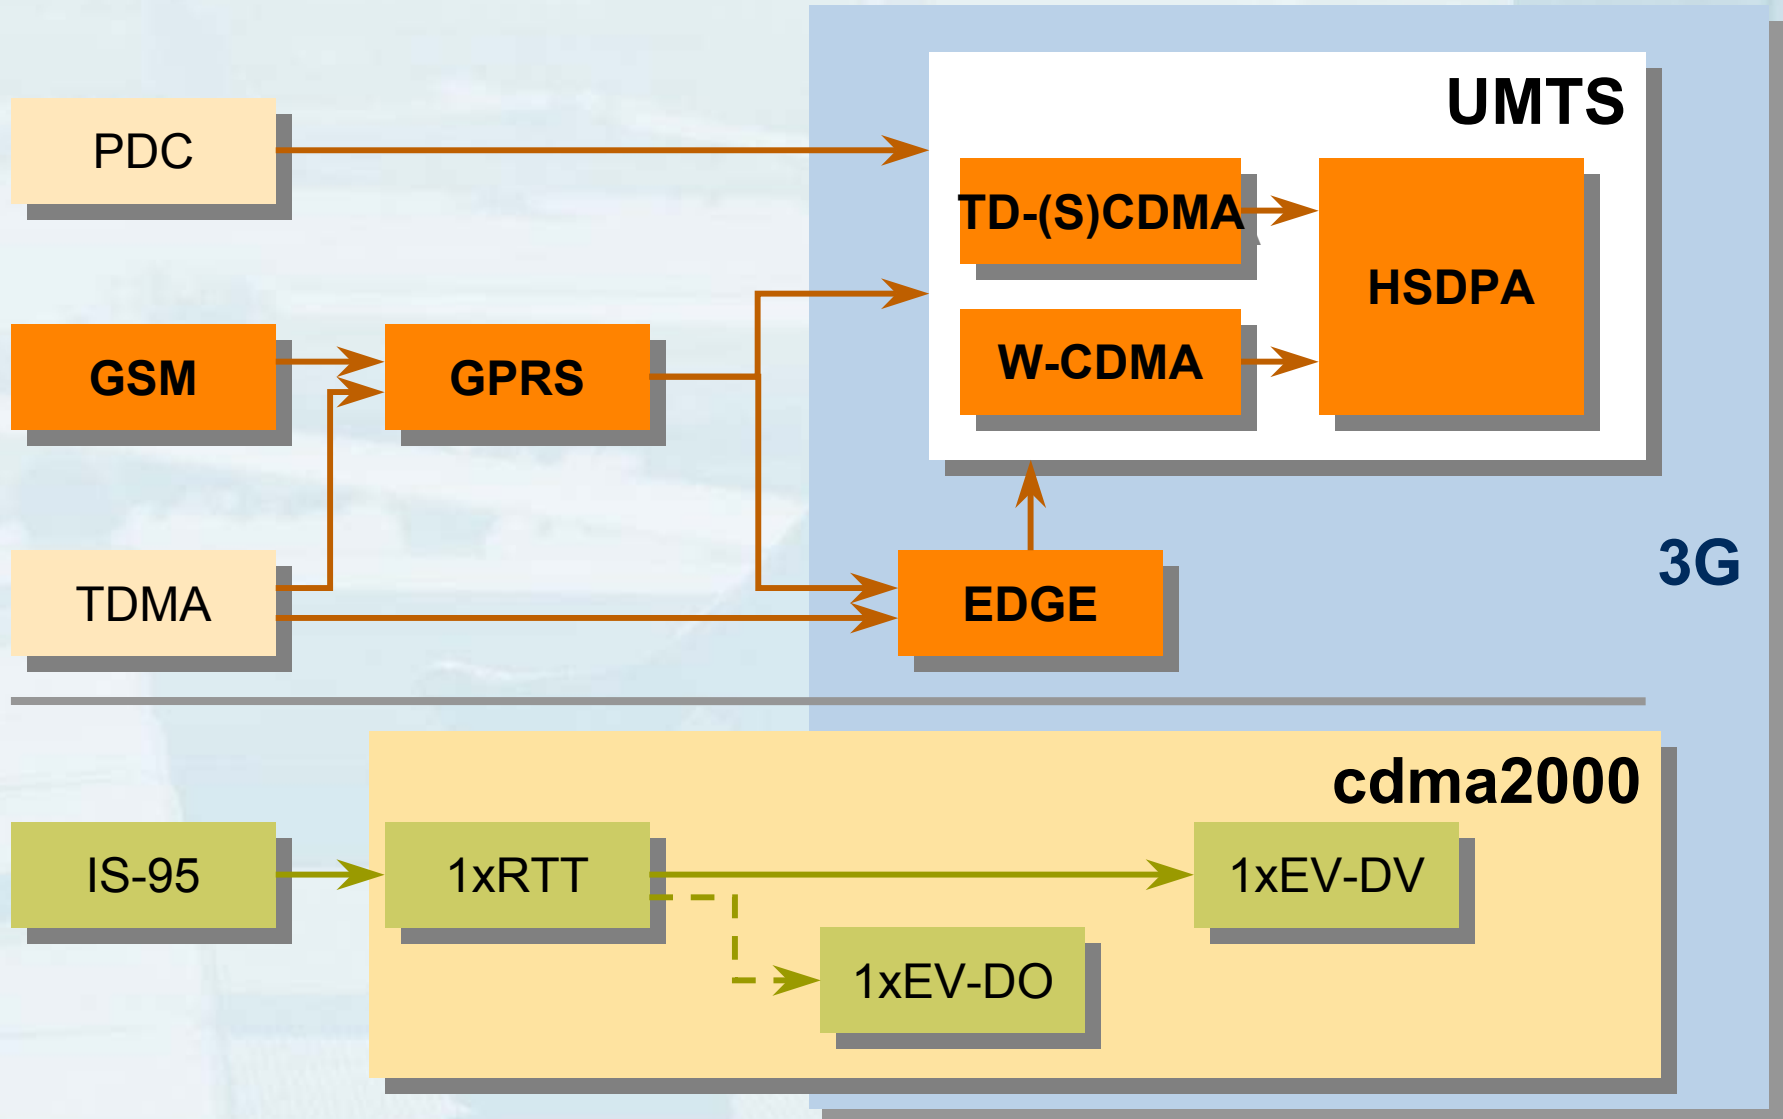 UMTS
PDC
TD-(S)CDMA
HSDPA
GSM
GPRS
W-CDMA
3G
TDMA
EDGE
cdma2000
IS-95
1xRTT
1xEV-DV
1xEV-DO